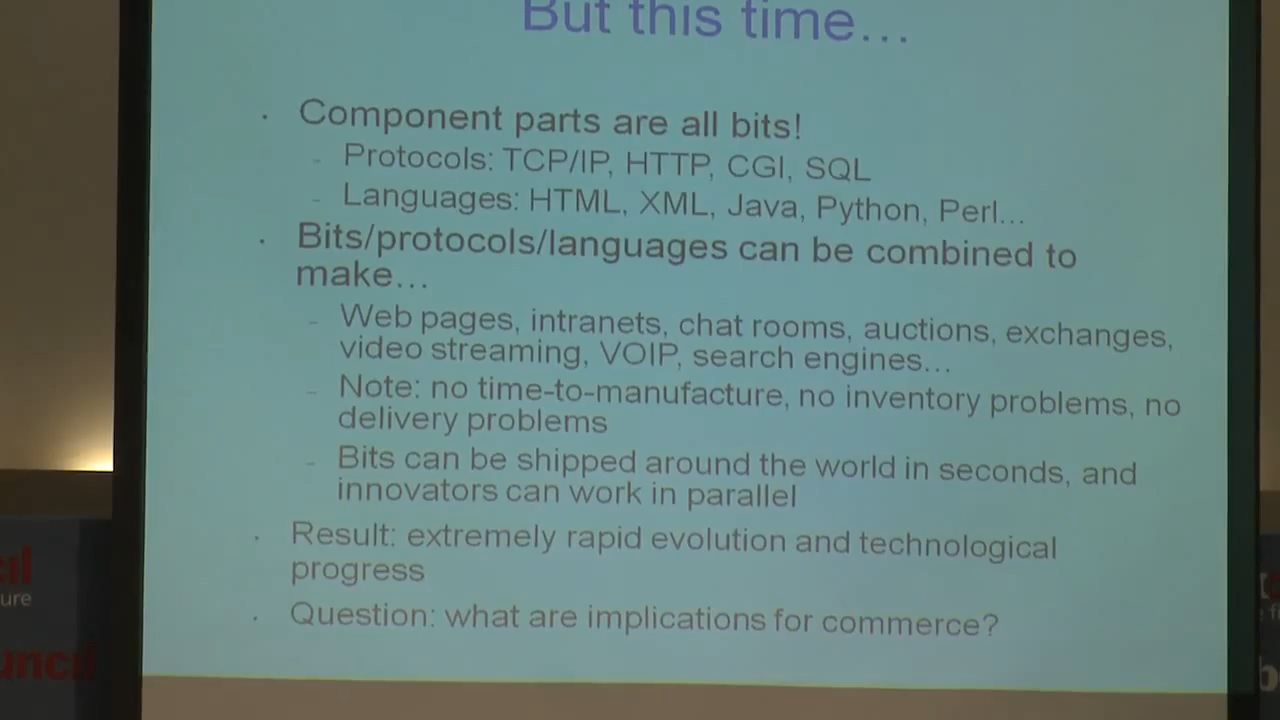 But this time...
Component parts are all bits!
Protocols: TCP/IP, HTTP, CGI, SQL
Languages: HTML, XML, Java, Python, Perl...
Bits/protocols/languages can be combined to
make...
Web pages, intranets, chat rooms, auctions, exchanges,
video streaming, VOIP, search engines...
Note: no time-to-manufacture, no inventory problems, no
delivery problems
Bits can be shipped around the world in seconds, and
innovators can work in parallel
Result: extremely rapid evolution and technological
progress
Question: what are implications for commerce?